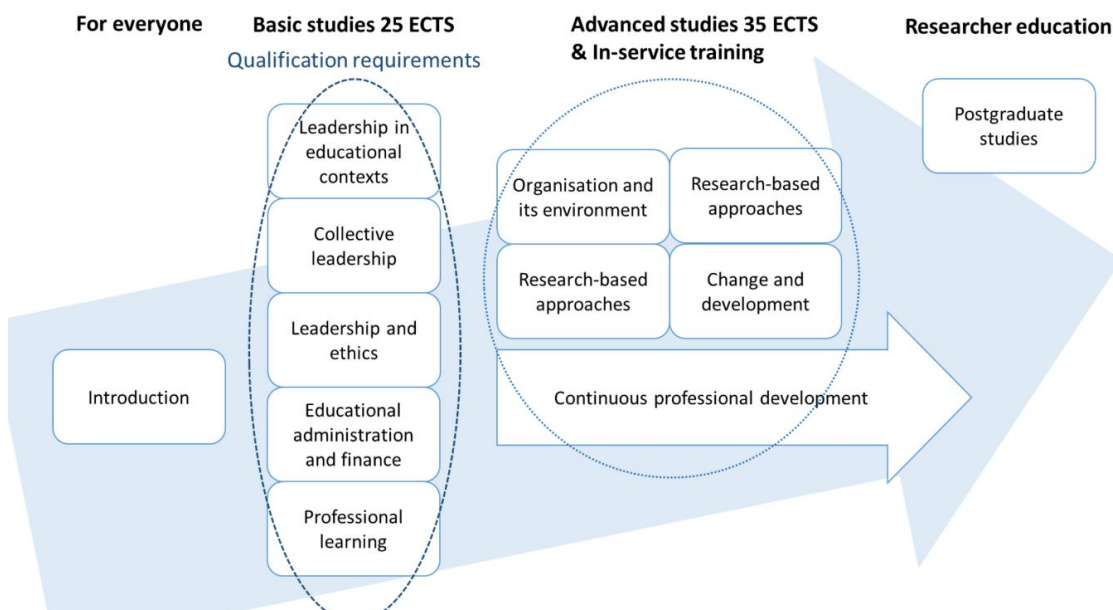 For everyone
Basic studies 25 ECTS
Qualification requirements
Advanced studies 35 ECTS
& In-service training
Researcher education
Introduction
Leadership in
educational
contexts
Collective
leadership
Leadership and
ethics
Educational
administration
and finance
Professional
learning
Organisation and
its environment
Research-based
approaches
Research-based
approaches
Change and
development
Continuous professional development
Postgraduate
studies